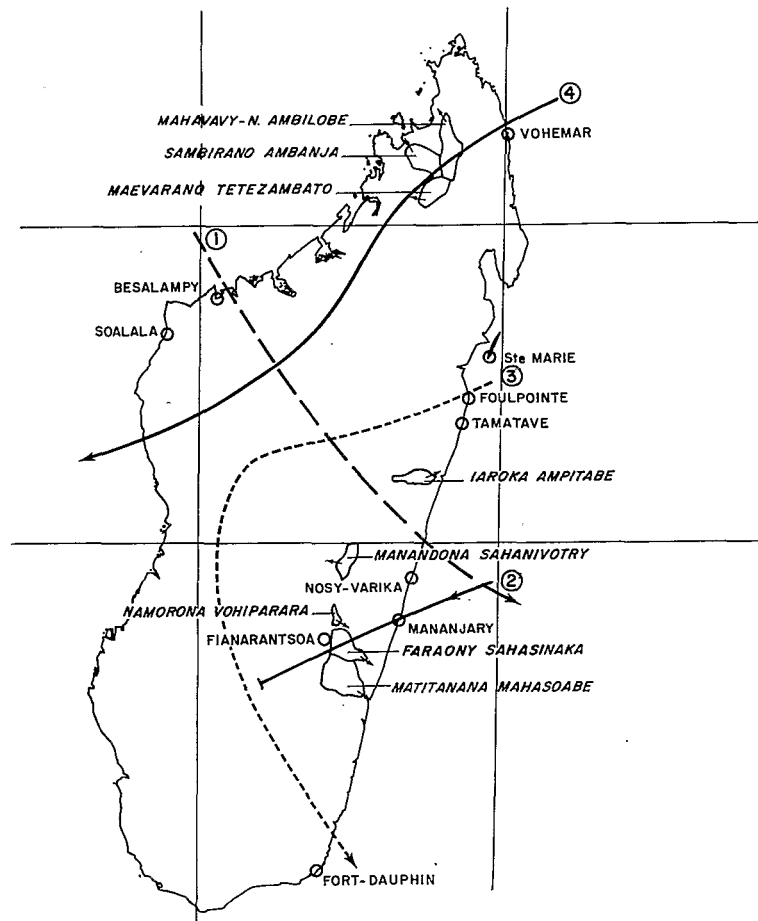 ④
MAHAVAVY-N. AMBILOBE
VOHEMAR
SAMBIRANO AMBANJA
MAEVARANO TETEZAMBATO
①
BESALAMPY
SOALALA
Ste MARIE
③
FOULPOINTE
TAMATAVE
IAROKA AMPITABE
MANANDONA SAHANIVOTRY
②
NOSY-VARIKA
NAMORONA VOHIPARARA
MANANJARY
FIANARANTSOA
FARAONY SAHASINAKA
MATITANANA MAHASOABE
FORT-DAUPHIN